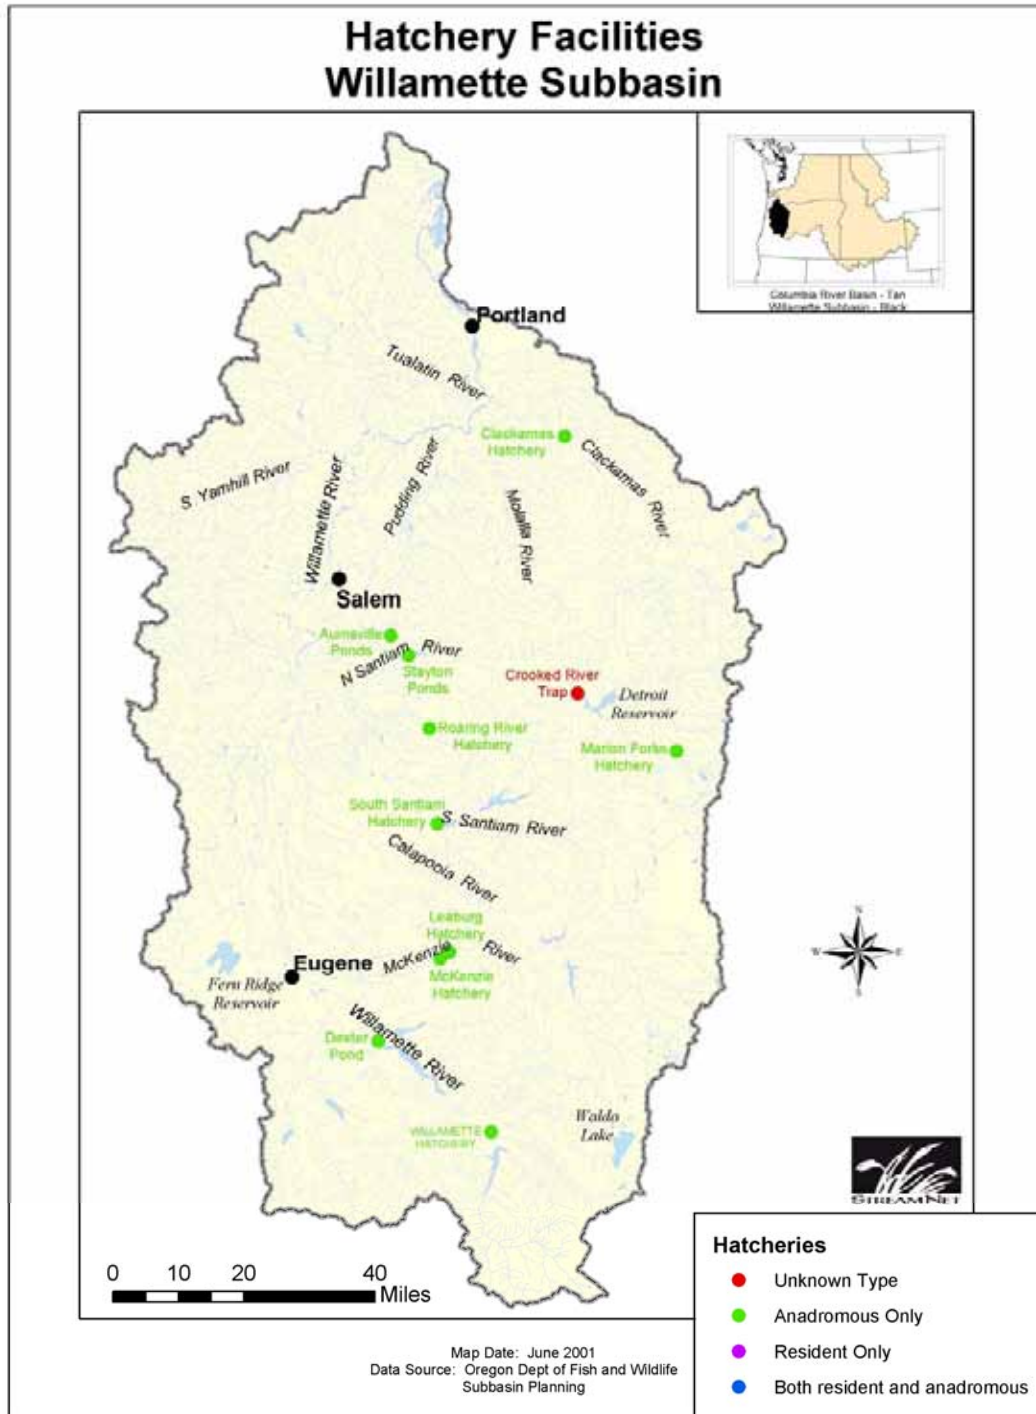 Hatchery Facilities
Willamette Subbasin
Columbia River Basin - Tan
Willamette Subbasin - Black
Portland
Tualatin River
Clackamas
Hatchery
Clackamas River
S Yamhill River
Willamette River
Pudding River
Molalla River
Salem
Aumsville
Ponds
N Santiam River
Stayton
Ponds
Crooked River
Trap
Detroit
Reservoir
Roaring River
Hatchery
Marion Forks
Hatchery
South Santiam
Hatchery
S Santiam River
Calapooia River
Leaburg
Hatchery
McKenzie River
McKenzie
Hatchery
Eugene
Fern Ridge
Reservoir
Willamette River
Dexter
Pond
WILLAMETTE
HATCHERY
Waldo
Lake
N
W
E
S
STREAMNET
0 10 20 40
Miles
Hatcheries
Unknown Type
Anadromous Only
Resident Only
Both resident and anadromous
Map Date: June 2001
Data Source: Oregon Dept of Fish and Wildlife
Subbasin Planning